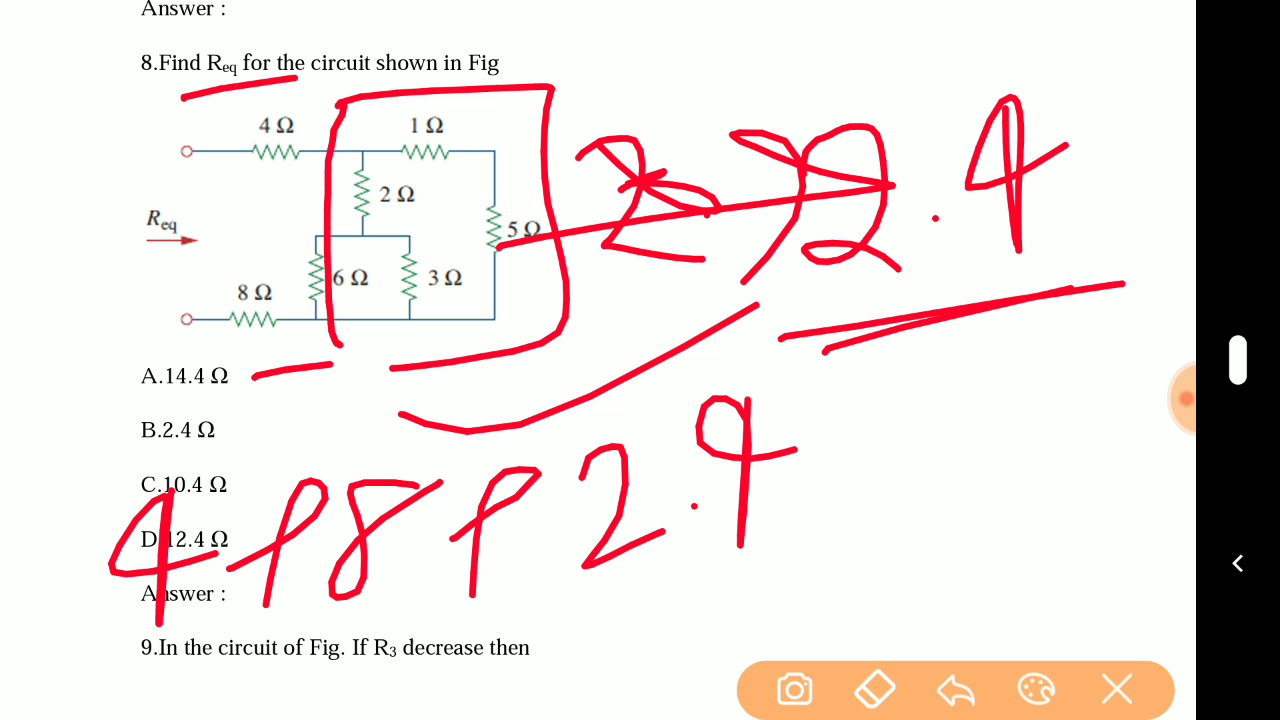 Answer :
8.Find Req for the circuit shown in Fig
4 Ω
1 Ω
2 Ω
Req
5 Ω
6 Ω
3 Ω
8 Ω
2.4
A.14.4 Ω
B.2.4 Ω
C.10.4 Ω
D.12.4 Ω
4+8+2.4
Answer :
9.In the circuit of Fig. If R3 decrease then